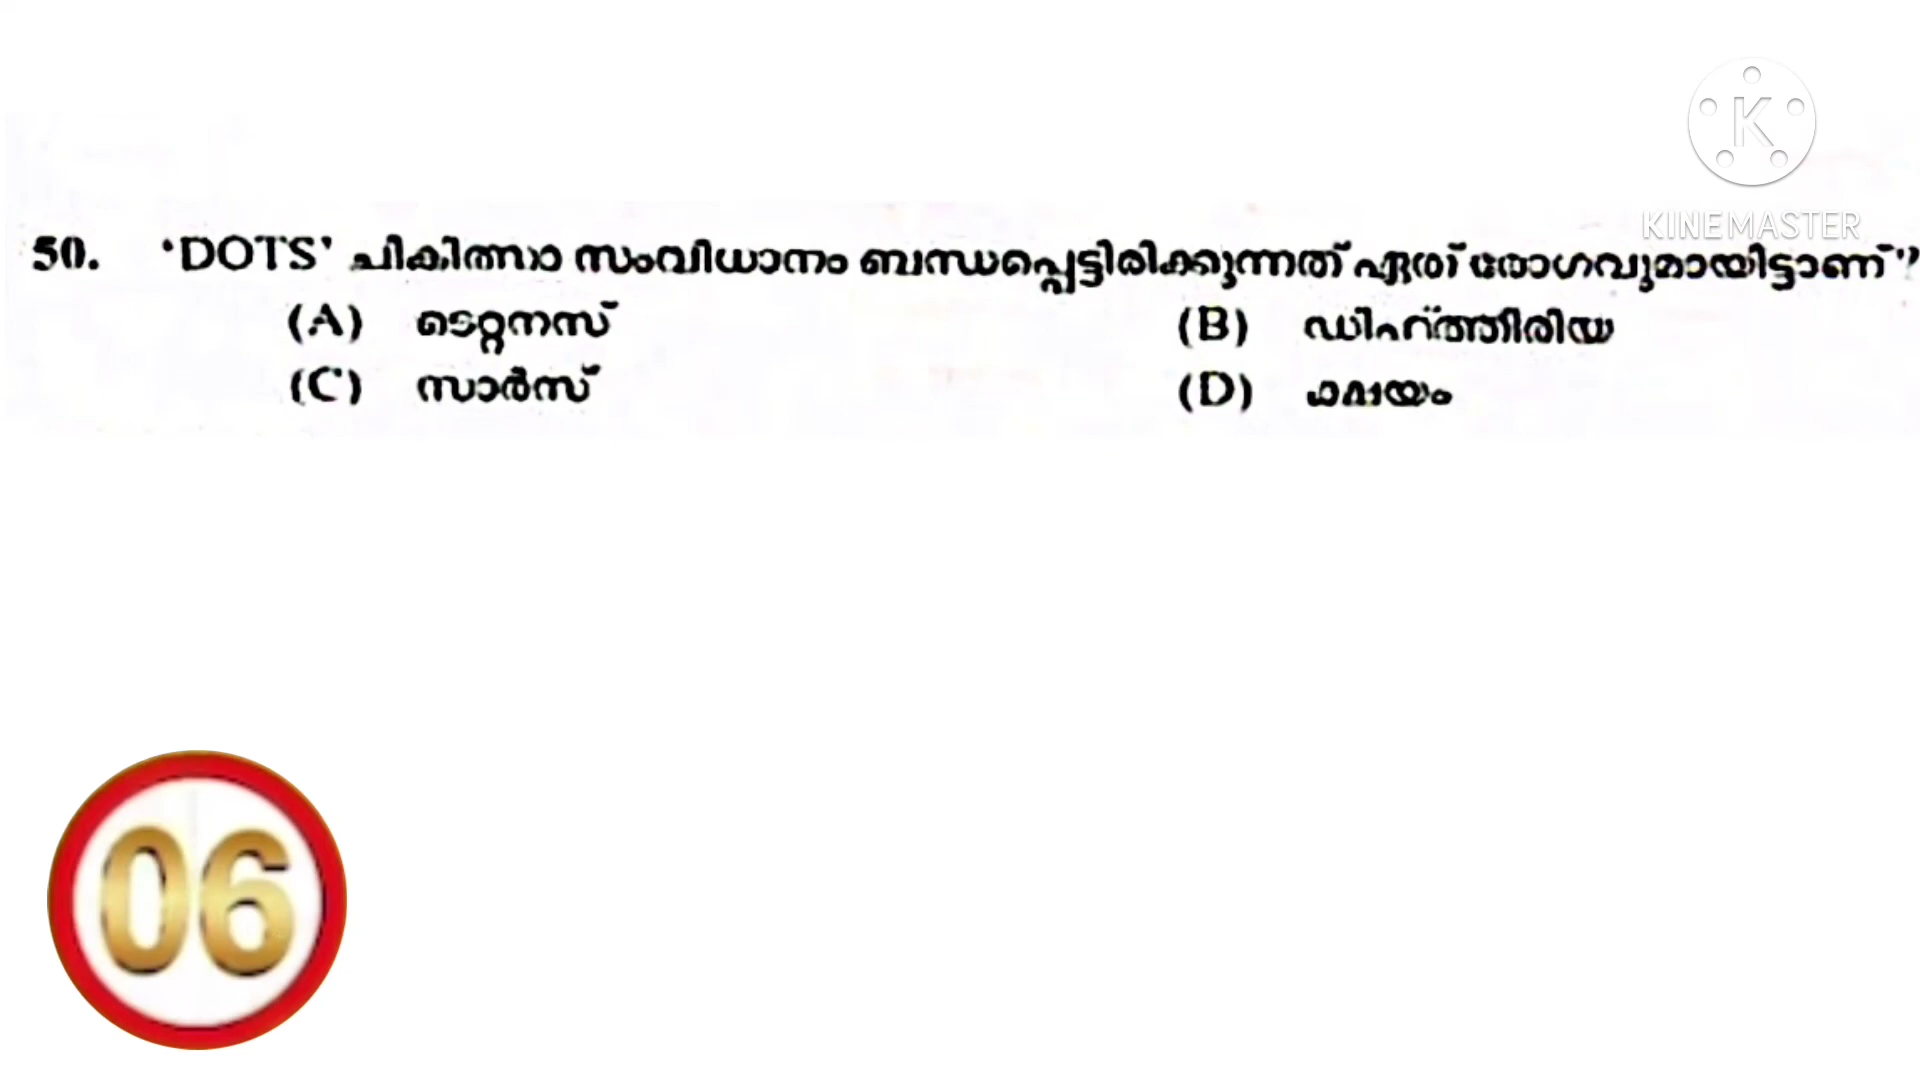 KINEMASTER
50. 'DOTS' ചികിത്സാ സംവിധാനം ബന്ധപ്പെട്ടിരിക്കുന്നത് ഏത് രോഗവുമായിട്ടാണ് ?
(A) ടെറ്റനസ് (B) ഡിഫ്ത്തീരിയ
(C) സാർസ് (D) ക്ഷയം
06